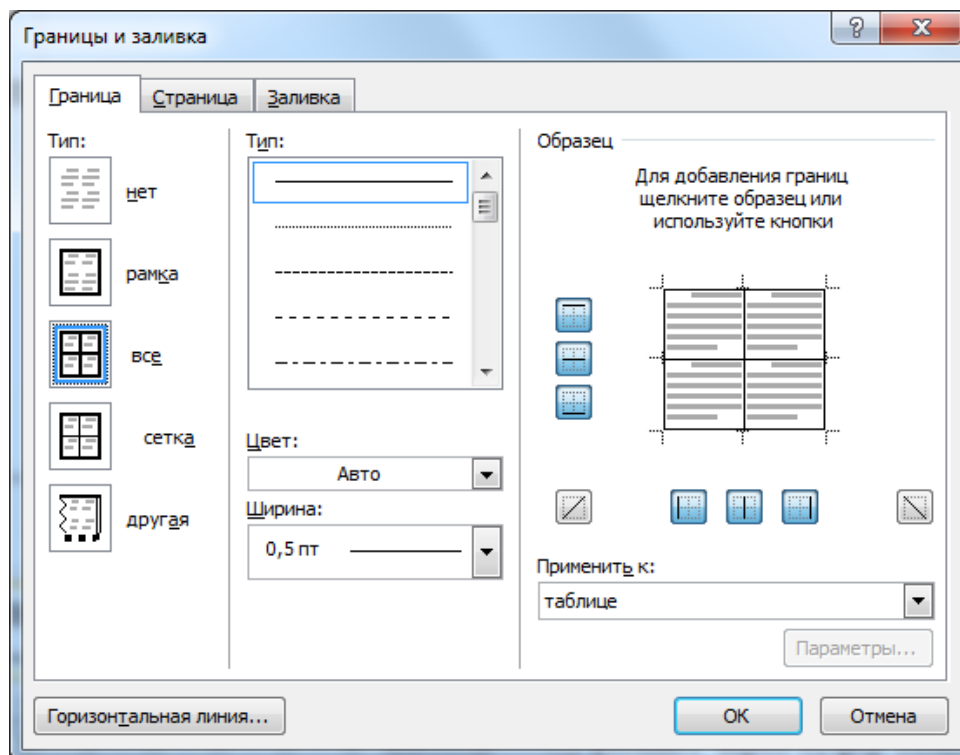 Границы и заливка
Граница
Страница
Заливка
Тип:
нет
рамка
все
сетка
другая
Тип:
Цвет:
Авто
Ширина:
0,5 пт
Образец
Для добавления границ
щелкните образец или
используйте кнопки
Применить к:
таблице
Параметры...
Горизонтальная линия...
ОК
Отмена